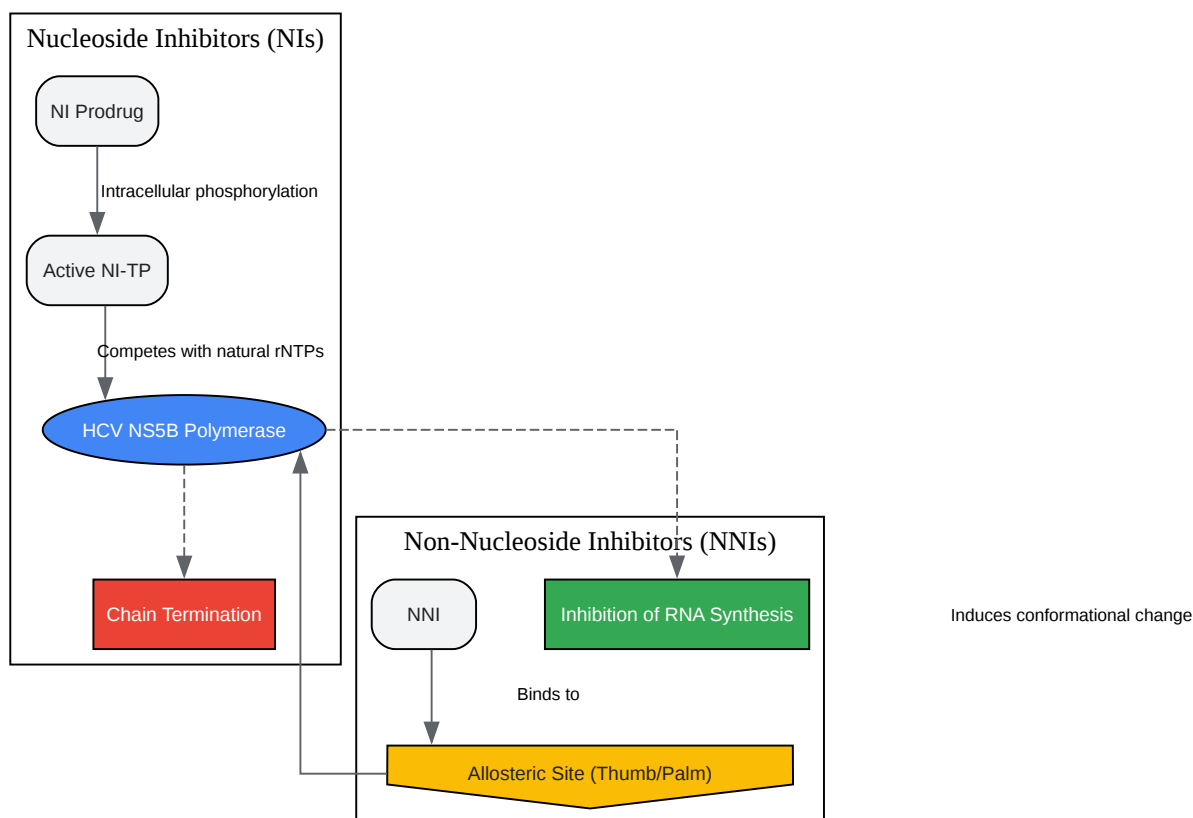 Nucleoside Inhibitors (NIs)
NI Prodrug
Intracellular phosphorylation
Active NI-TP
Competes with natural rNTPs
HCV NS5B Polymerase
Chain Termination
Non-Nucleoside Inhibitors (NNIs)
NNI
Inhibition of RNA Synthesis
Induces conformational change
Binds to
Allosteric Site (Thumb/Palm)